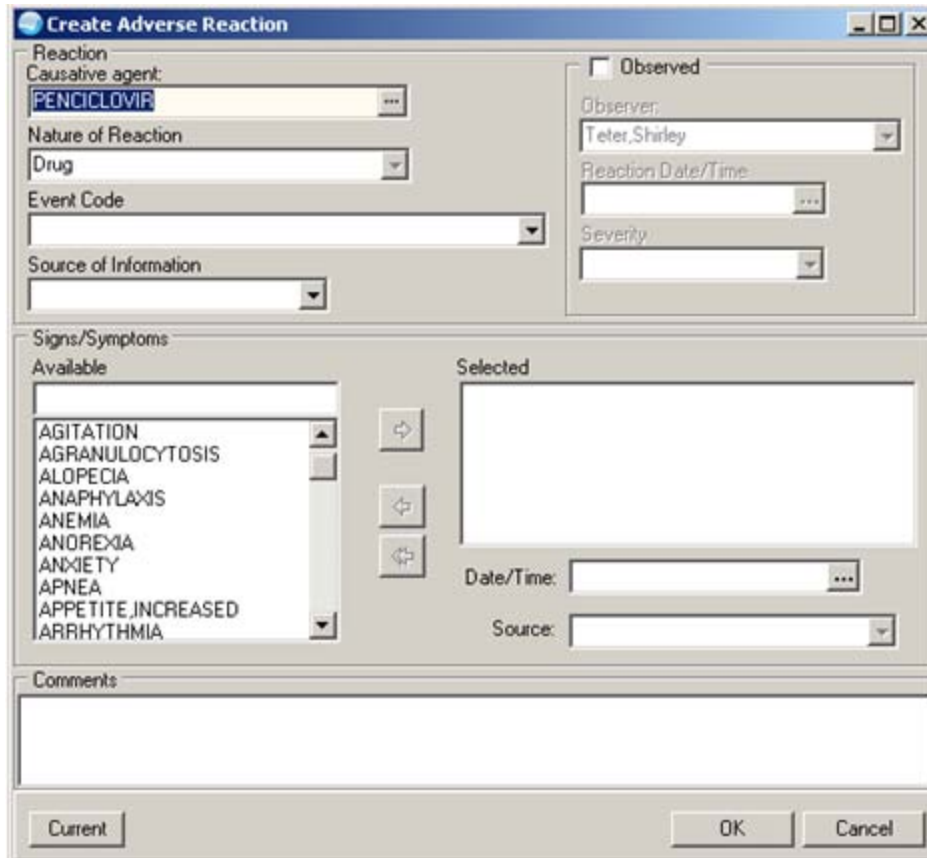 Create Adverse Reaction
Reaction
Causative agent:
PENCICLOVIR
...
Nature of Reaction
Drug
Event Code
Source of Information
Observed
Observer:
Teter,Shirley
Reaction Date/Time
...
Severity
Signs/Symptoms
Available
AGITATION
AGRANULOCYTOSIS
ALOPECIA
ANAPHYLAXIS
ANEMIA
ANOREXIA
ANXIETY
APNEA
APPETITE,INCREASED
ARRHYTHMIA
Selected
Date/Time:
...
Source:
Comments
Current
OK
Cancel